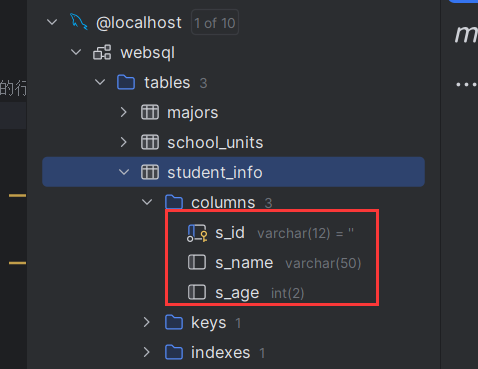 @localhost 1 of 10
m
websql
...
tables 3
的行
majors
school_units
student_info
columns 3
s_id varchar(12) = ''
s_name varchar(50)
s_age int(2)
keys 1
indexes 1